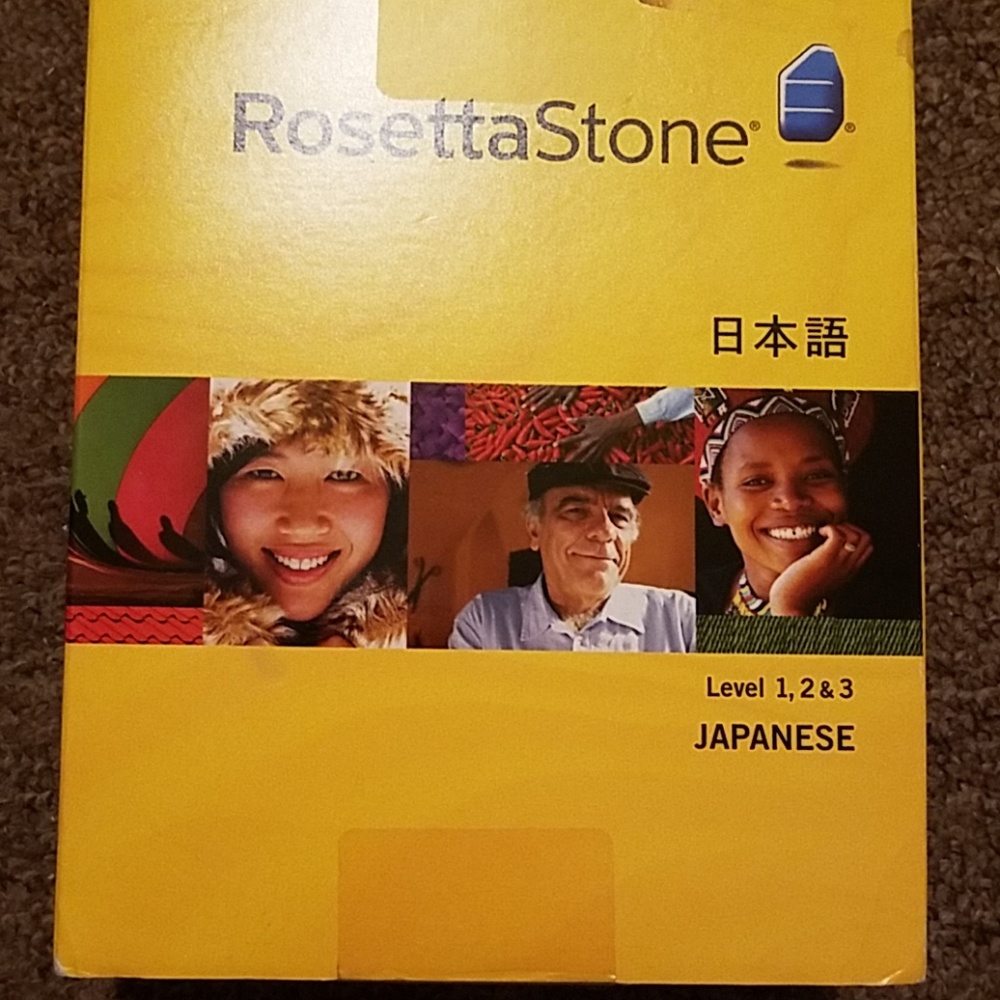 RosettaStone® ®
日本語
Level 1, 2 & 3
JAPANESE